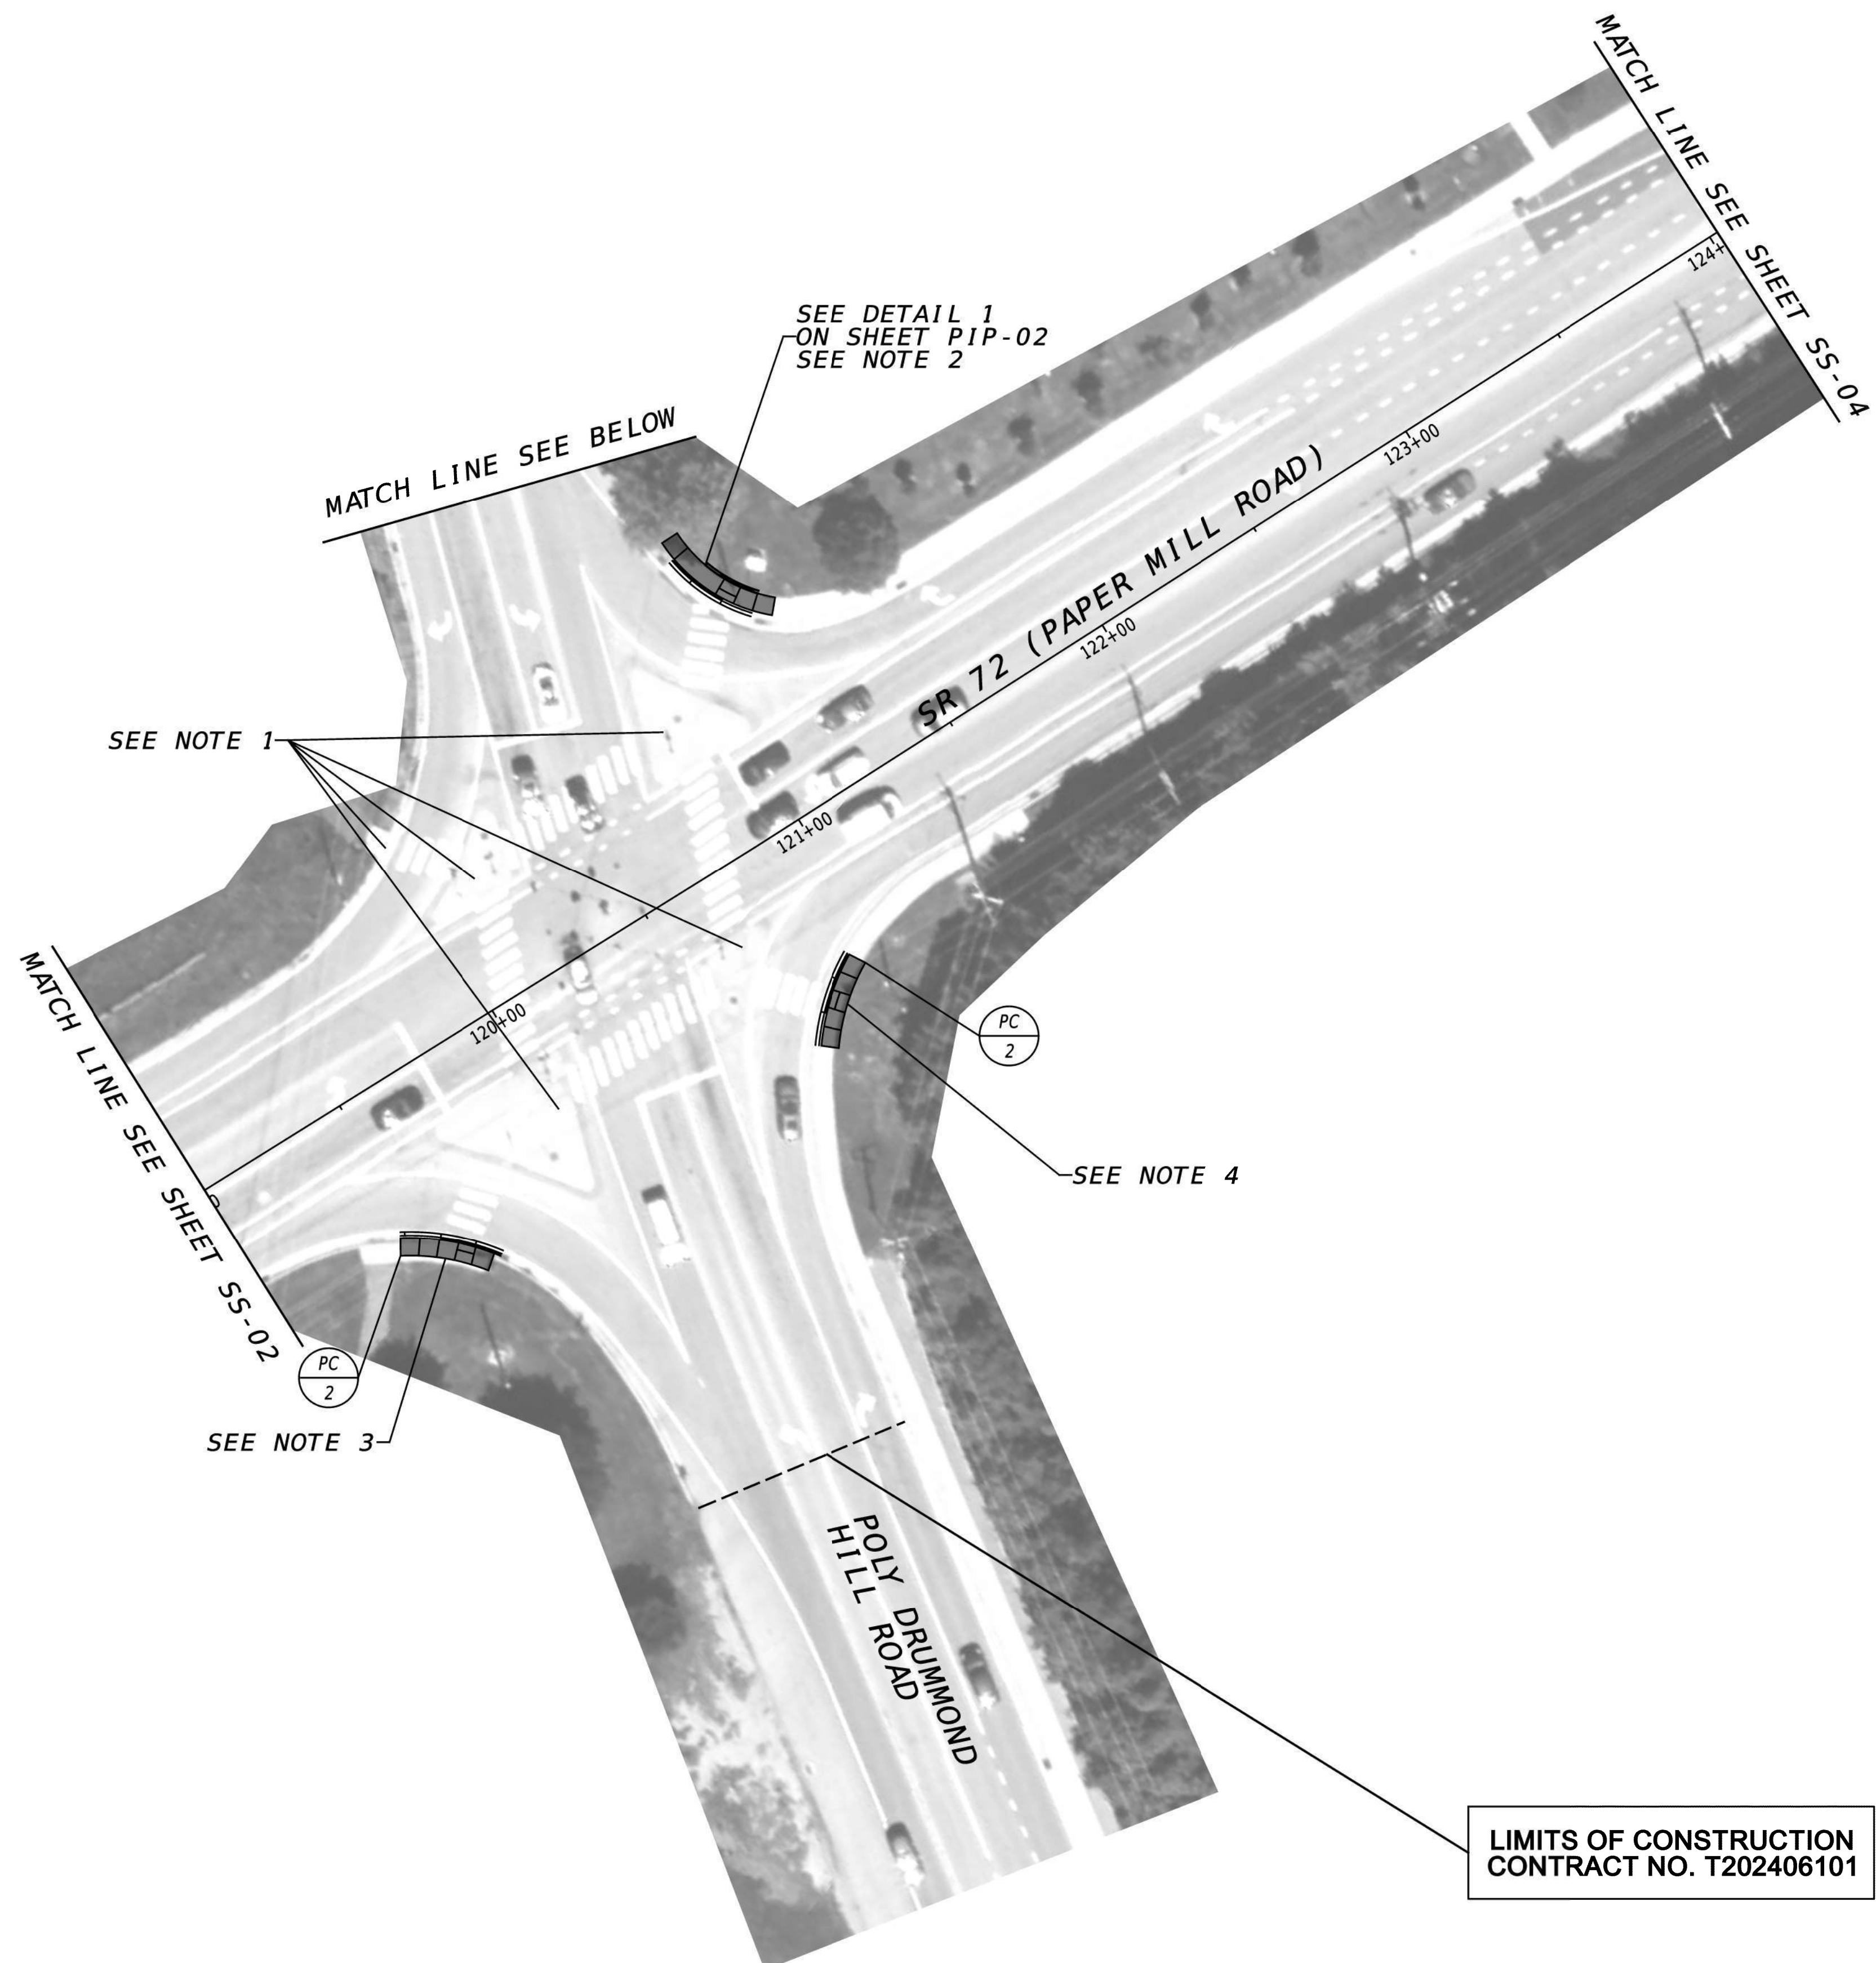 MATCH LINE SEE SHEET SS-04
124+
SEE DETAIL 1
ON SHEET PIP-02
SEE NOTE 2
MATCH LINE SEE BELOW
123+00
SR 72 (PAPER MILL ROAD)
122+00
SEE NOTE 1
121+00
MATCH LINE SEE SHEET SS-02
120+00
PC
2
SEE NOTE 4
PC
2
SEE NOTE 3
POLY DRUMMOND
HILL ROAD
LIMITS OF CONSTRUCTION
CONTRACT NO. T202406101